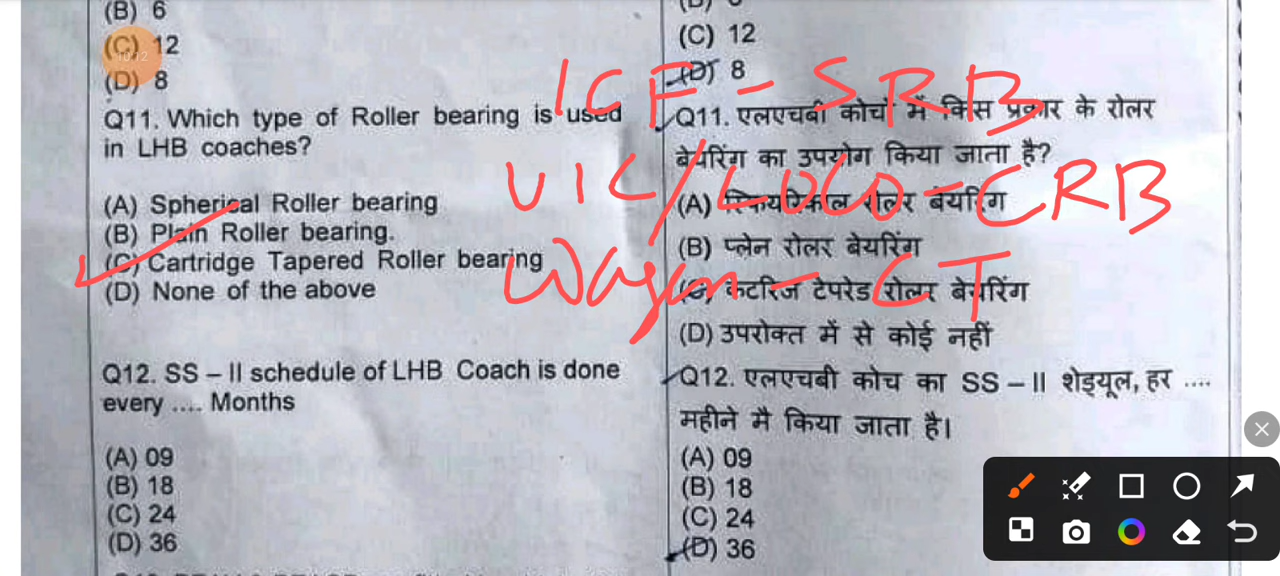 (B) 6
(C) 12
(D) 8
Q11. Which type of Roller bearing is used
in LHB coaches?
(A) Spherical Roller bearing
(B) Plain Roller bearing.
(C) Cartridge Tapered Roller bearing
(D) None of the above
Q12. SS – II schedule of LHB Coach is done
every .... Months
(A) 09
(B) 18
(C) 24
(D) 36
(C) 12
(D) 8
Q11. एलएचबी कोचों में किस प्रकार के रोलर
बेयरिंग का उपयोग किया जाता है?
(A) स्फियरिकाल रोलर बेयरिंग
(B) प्लेन रोलर बेयरिंग
(C) कटरिज टेपरेड रोलर बेयरिंग
(D) उपरोक्त में से कोई नहीं
Q12. एलएचबी कोच का SS – II शेड्यूल, हर ....
महीने मै किया जाता है।
(A) 09
(B) 18
(C) 24
(D) 36
ICF - SRB
UIC/LOCO - CRB
Wagon - CT